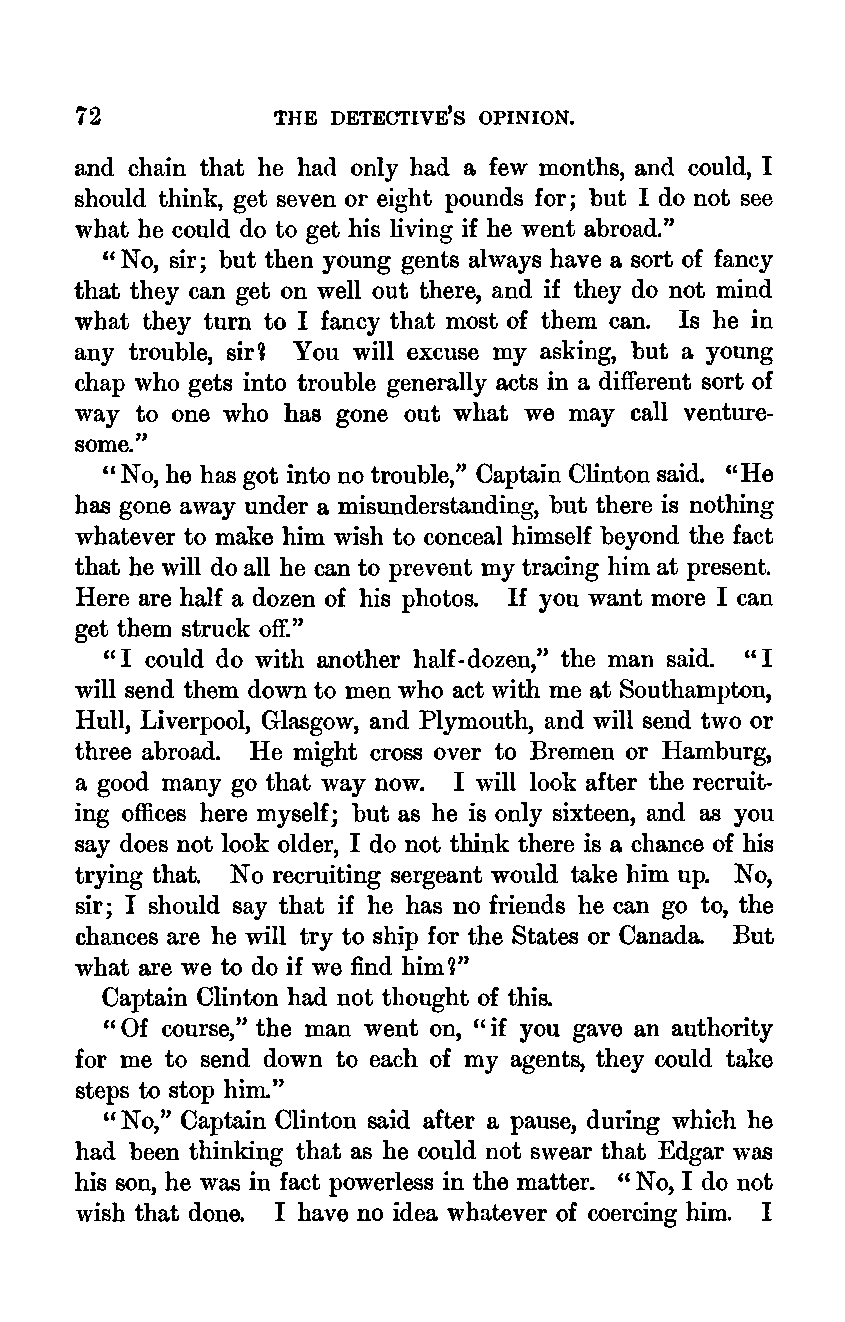 72 THE DETECTIVE'S OPINION.
and chain that he had only had a few months, and could, I
should think, get seven or eight pounds for; but I do not see
what he could do to get his living if he went abroad."
"No, sir; but then young gents always have a sort of fancy
that they can get on well out there, and if they do not mind
what they turn to I fancy that most of them can. Is he in
any trouble, sir? You will excuse my asking, but a young
chap who gets into trouble generally acts in a different sort of
way to one who has gone out what we may call venture-
some."
"No, he has got into no trouble," Captain Clinton said. "He
has gone away under a misunderstanding, but there is nothing
whatever to make him wish to conceal himself beyond the fact
that he will do all he can to prevent my tracing him at present.
Here are half a dozen of his photos. If you want more I can
get them struck off."
"I could do with another half-dozen," the man said. "I
will send them down to men who act with me at Southampton,
Hull, Liverpool, Glasgow, and Plymouth, and will send two or
three abroad. He might cross over to Bremen or Hamburg,
a good many go that way now. I will look after the recruit-
ing offices here myself; but as he is only sixteen, and as you
say does not look older, I do not think there is a chance of his
trying that. No recruiting sergeant would take him up. No,
sir; I should say that if he has no friends he can go to, the
chances are he will try to ship for the States or Canada. But
what are we to do if we find him?"
Captain Clinton had not thought of this.
"Of course," the man went on, "if you gave an authority
for me to send down to each of my agents, they could take
steps to stop him."
"No," Captain Clinton said after a pause, during which he
had been thinking that as he could not swear that Edgar was
his son, he was in fact powerless in the matter. "No, I do not
wish that done. I have no idea whatever of coercing him. I